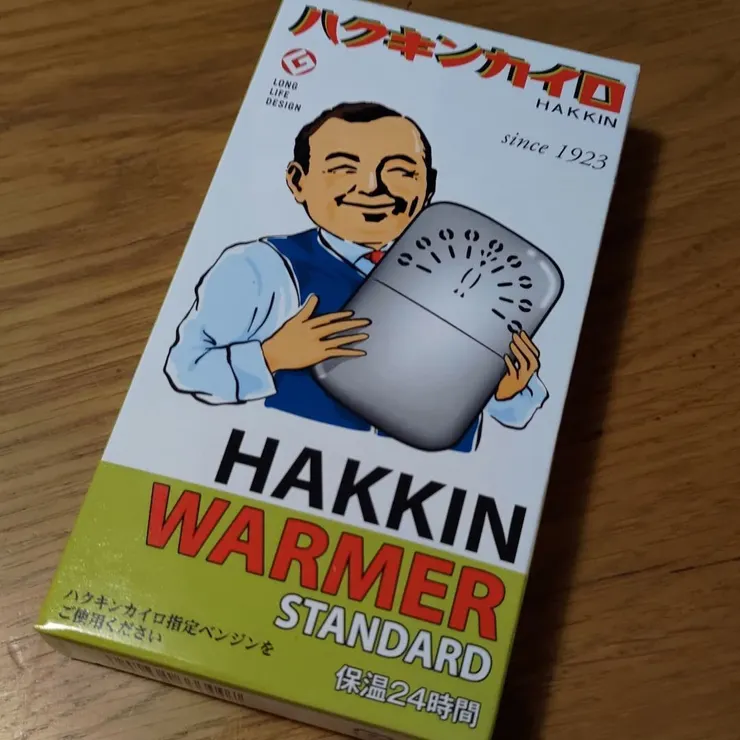 ハクキンカイロ
HAKKIN
LONG
LIFE
DESIGN
since 1923
HAKKIN
WARMER
STANDARD
ハクキンカイロ指定ベンジンを
ご使用ください
保温24時間